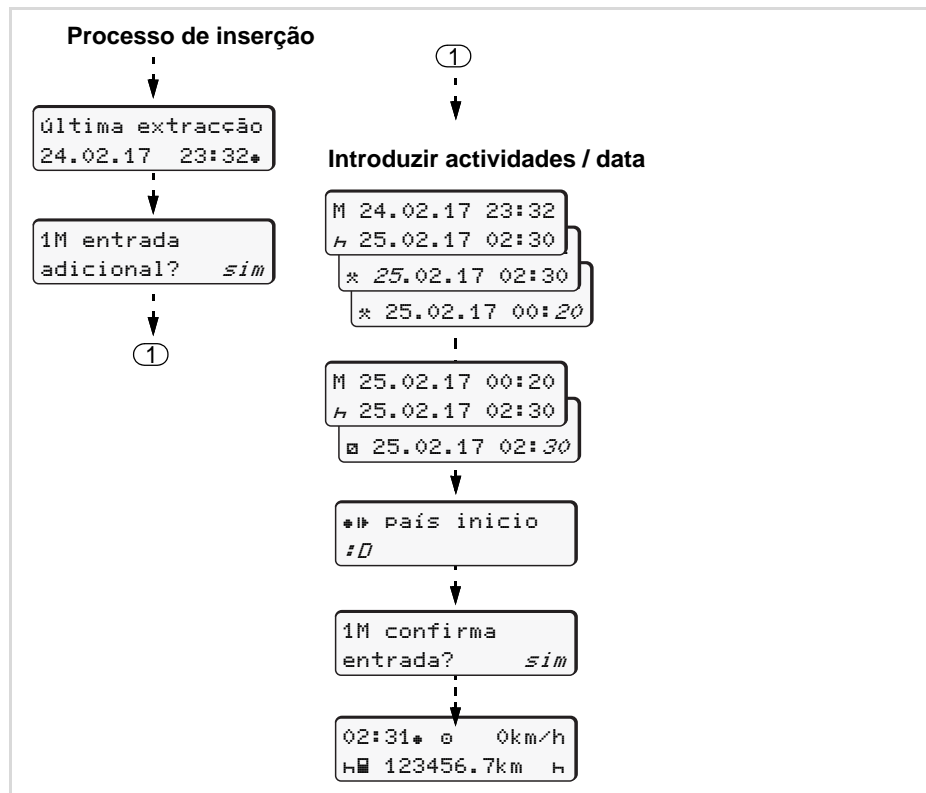 Processo de inserção
última extracção
24.02.17 23:32
1M entrada
adicional? sim
1
1
Introduzir actividades / data
M 24.02.17 23:32
25.02.17 02:30
25.02.17 02:30
25.02.17 00:20
M 25.02.17 00:20
25.02.17 02:30
25.02.17 02:30
país inicio
:D
1M confirma
entrada? sim
02:31 0km/h
123456.7km